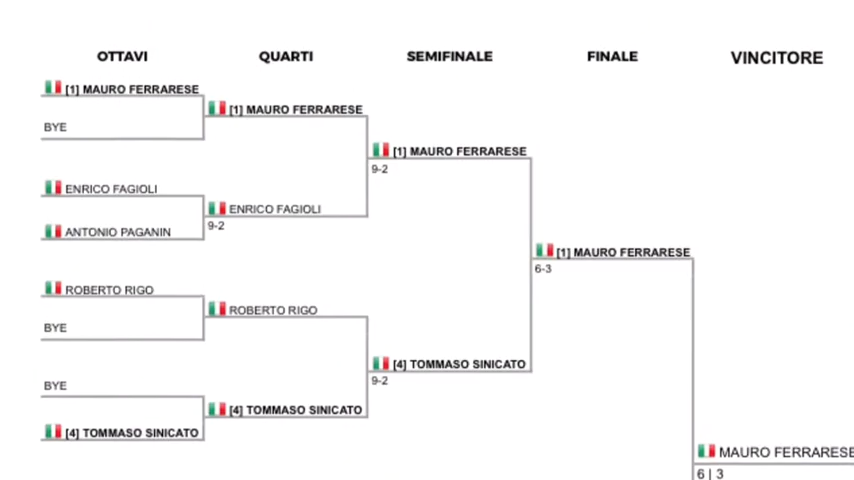 OTTAVI QUARTI SEMIFINALE FINALE VINCITORE
[1] MAURO FERRARESE
[1] MAURO FERRARESE
BYE
[1] MAURO FERRARESE
9-2
ENRICO FAGIOLI
ENRICO FAGIOLI
9-2
ANTONIO PAGANIN
[1] MAURO FERRARESE
6-3
ROBERTO RIGO
ROBERTO RIGO
BYE
[4] TOMMASO SINICATO
9-2
BYE
[4] TOMMASO SINICATO
[4] TOMMASO SINICATO
MAURO FERRARESE
6 | 3